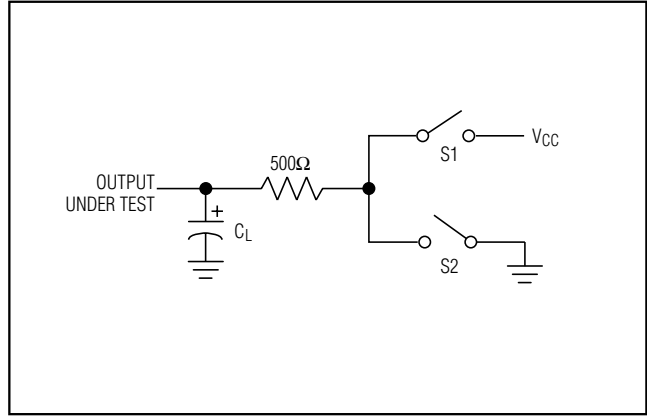 S1
VCC
500Ω
OUTPUT
UNDER TEST
+
CL
S2